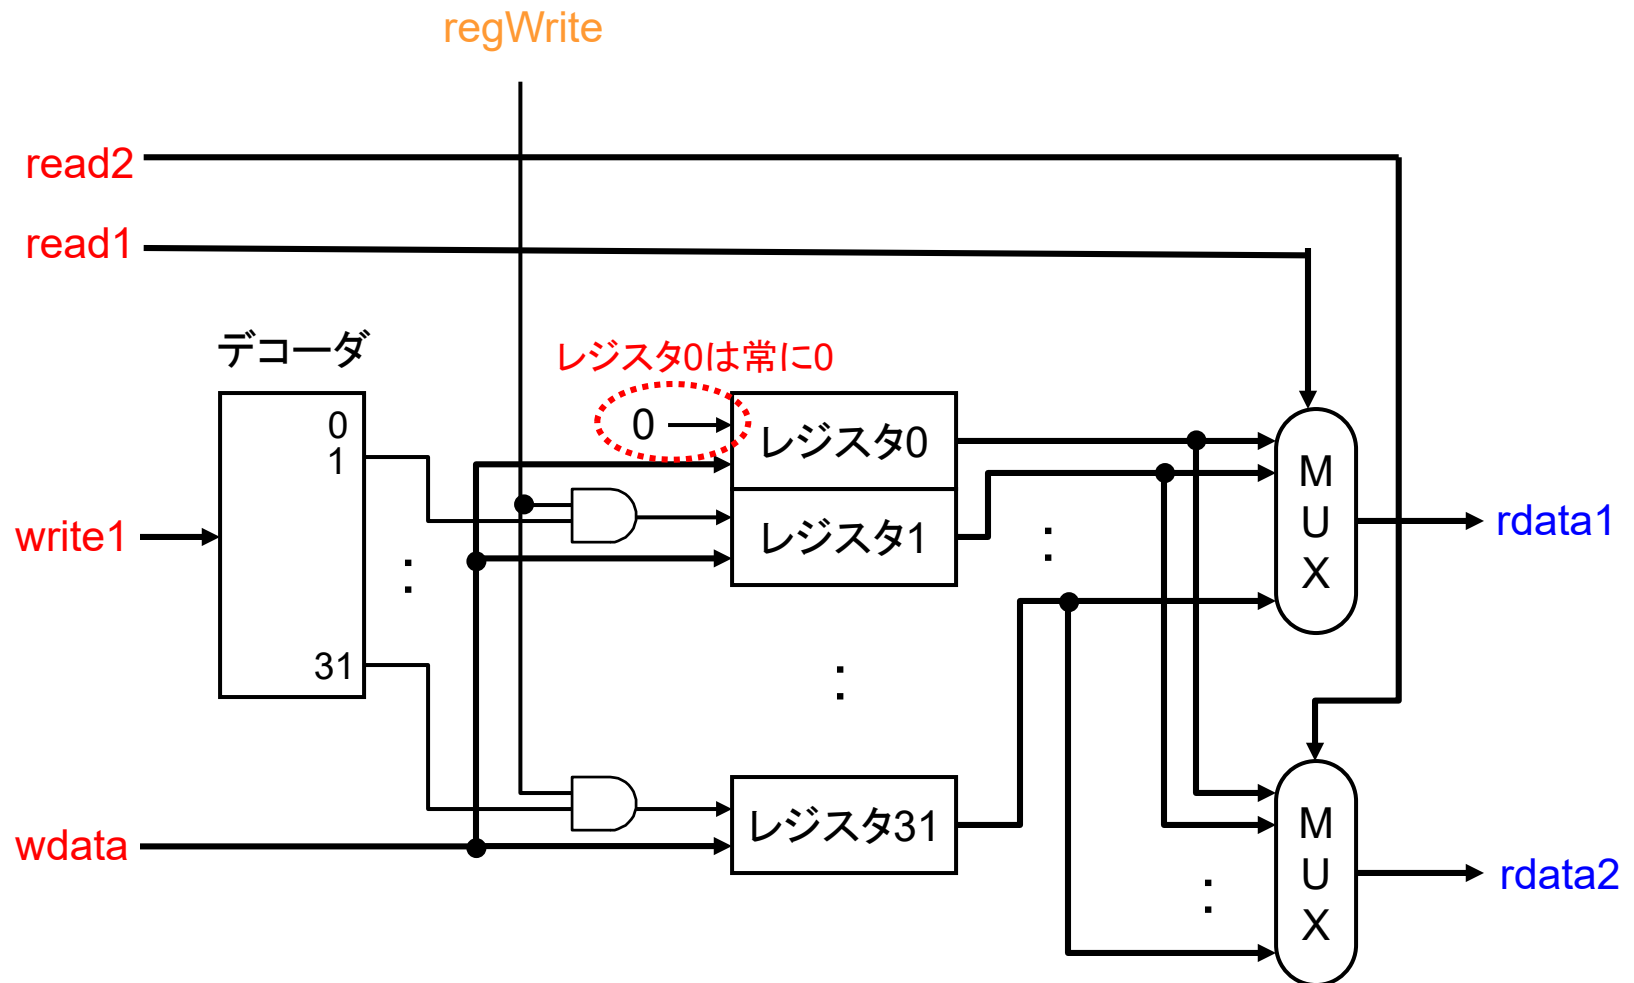 regWrite
read2
read1
デコーダ
レジスタ0は常に0
0
1
31
0
レジスタ0
レジスタ1
レジスタ31
write1
wdata
:
:
:
:
M
U
X
rdata1
M
U
X
rdata2